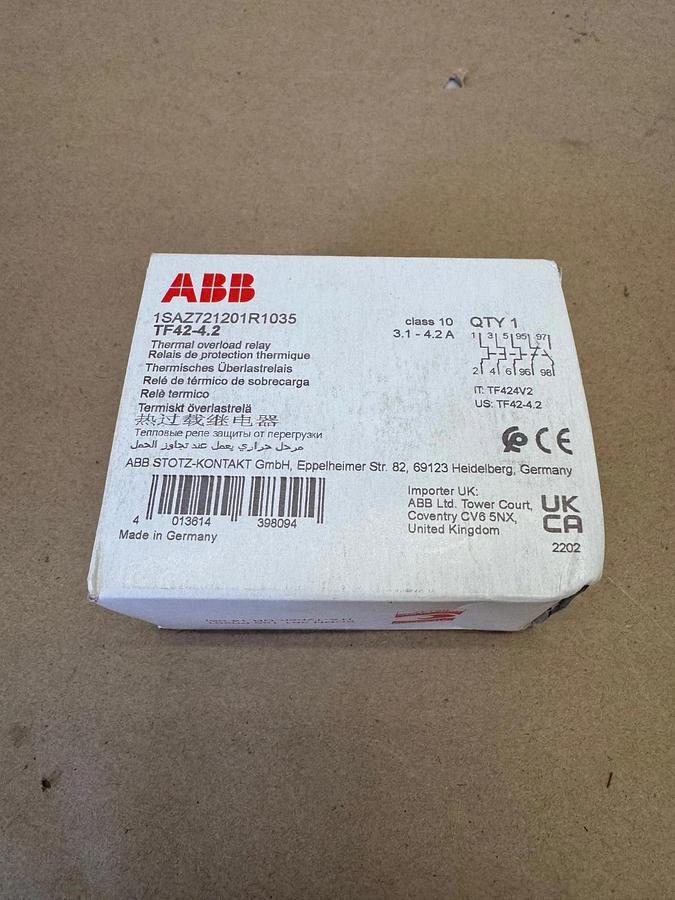 ABB
1SAZ721201R1035
TF42-4.2
Thermal overload relay
Relais de protection thermique
Thermisches Überlastrelais
Relé de térmico de sobrecarga
Relè termico
Termiskt överlastrelä
热过载继电器
Тепловые реле защиты от перегрузки
مرحل حراري يعمل عند تجاوز الحمل
class 10
3.1 - 4.2 A
QTY 1
1 3 5 95 97
2 4 6 96 98
IT: TF424V2
US: TF42-4.2
CE
ABB STOTZ-KONTAKT GmbH, Eppelheimer Str. 82, 69123 Heidelberg, Germany
4 013614 398094
Made in Germany
Importer UK:
ABB Ltd. Tower Court,
Coventry CV6 5NX,
United Kingdom
UK
CA
2202